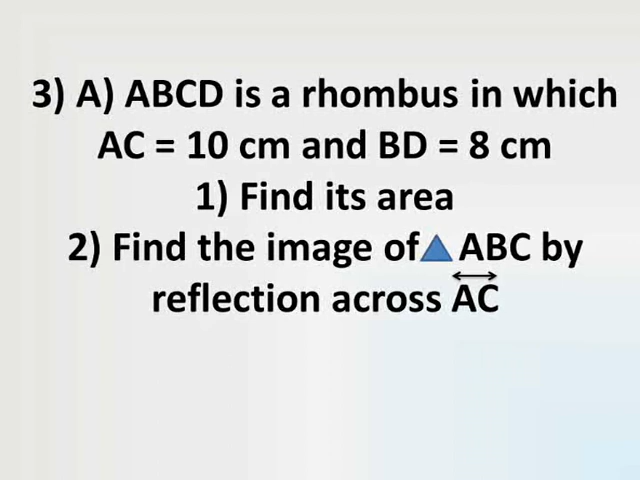 3) A) ABCD is a rhombus in which
AC = 10 cm and BD = 8 cm
1) Find its area
2) Find the image of ABC by
reflection across AC